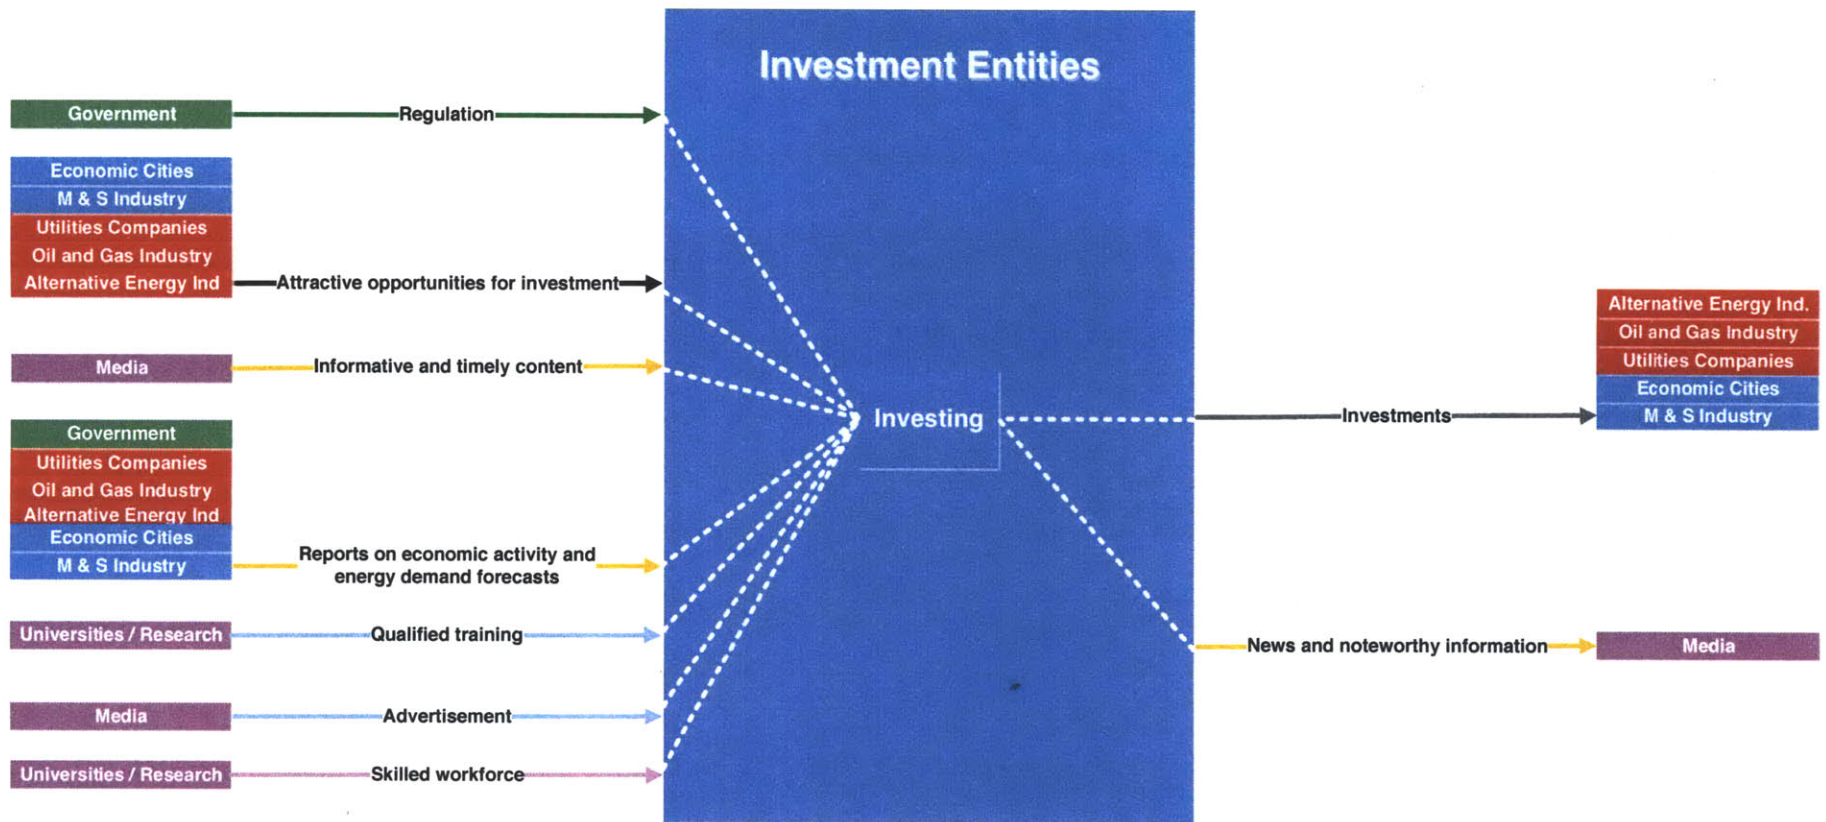 Investment Entities
Government
Regulation
Economic Cities
M & S Industry
Utilities Companies
Oil and Gas Industry
Alternative Energy Ind
Attractive opportunities for investment
Media
Informative and timely content
Government
Utilities Companies
Oil and Gas Industry
Alternative Energy Ind
Economic Cities
M & S Industry
Reports on economic activity and
energy demand forecasts
Universities / Research
Qualified training
Media
Advertisement
Universities / Research
Skilled workforce
Investing
Investments
Alternative Energy Ind.
Oil and Gas Industry
Utilities Companies
Economic Cities
M & S Industry
News and noteworthy information
Media